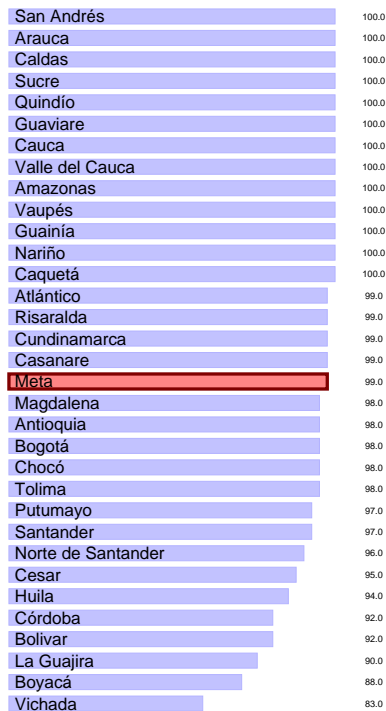 San Andrés 100.0
Arauca 100.0
Caldas 100.0
Sucre 100.0
Quindío 100.0
Guaviare 100.0
Cauca 100.0
Valle del Cauca 100.0
Amazonas 100.0
Vaupés 100.0
Guainía 100.0
Nariño 100.0
Caquetá 100.0
Atlántico 99.0
Risaralda 99.0
Cundinamarca 99.0
Casanare 99.0
Meta 99.0
Magdalena 98.0
Antioquia 98.0
Bogotá 98.0
Chocó 98.0
Tolima 98.0
Putumayo 97.0
Santander 97.0
Norte de Santander 96.0
Cesar 95.0
Huila 94.0
Córdoba 92.0
Bolivar 92.0
La Guajira 90.0
Boyacá 88.0
Vichada 83.0